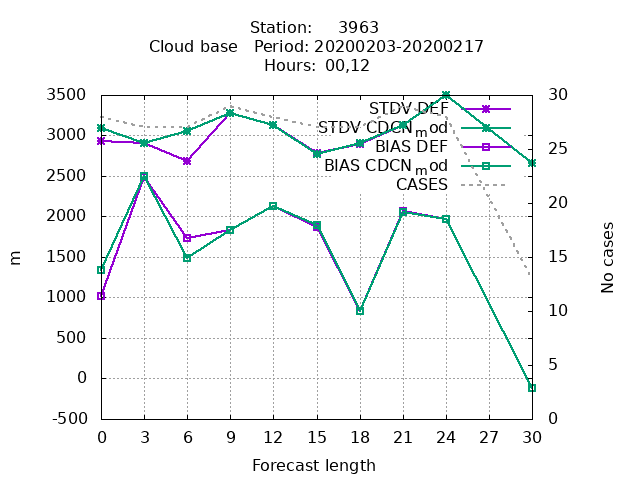 Station: 3963
Cloud base Period: 20200203-20200217
Hours: 00,12
3500
3000
2500
2000
1500
1000
500
0
-500
m
STDV DEF
STDV CDCN_mod
BIAS DEF
BIAS CDCN_mod
CASES
30
25
20
15
10
5
0
No cases
0 3 6 9 12 15 18 21 24 27 30
Forecast length